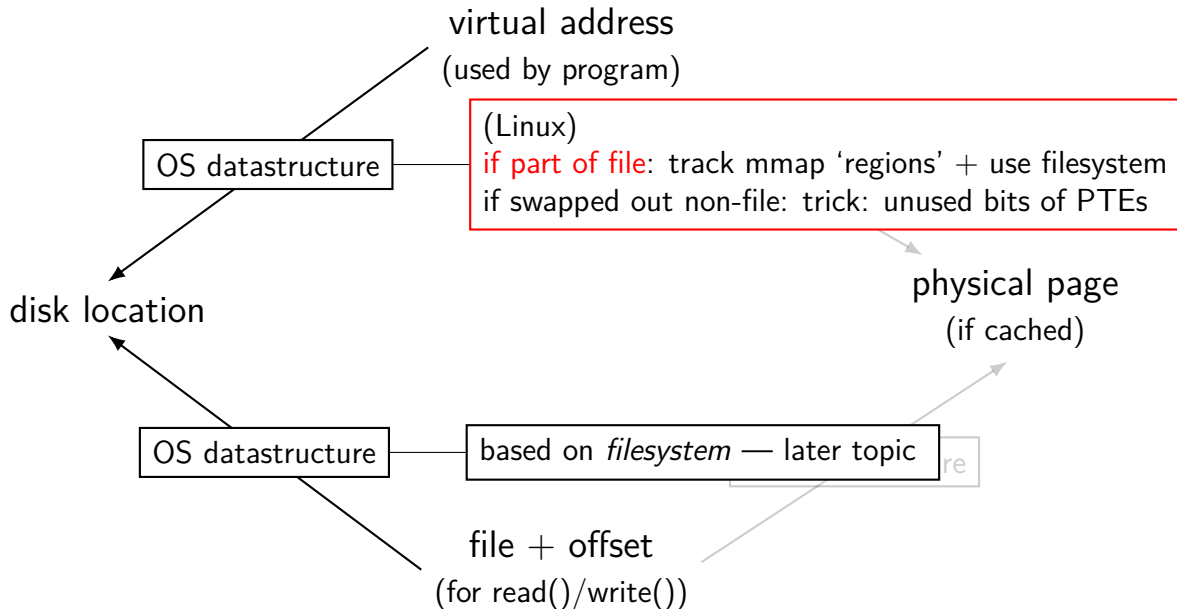 virtual address
(used by program)
OS datastructure
(Linux)
if part of file: track mmap ‘regions’ + use filesystem
if swapped out non-file: trick: unused bits of PTEs
disk location
physical page
(if cached)
OS datastructure
based on filesystem — later topic
re
file + offset
(for read()/write())